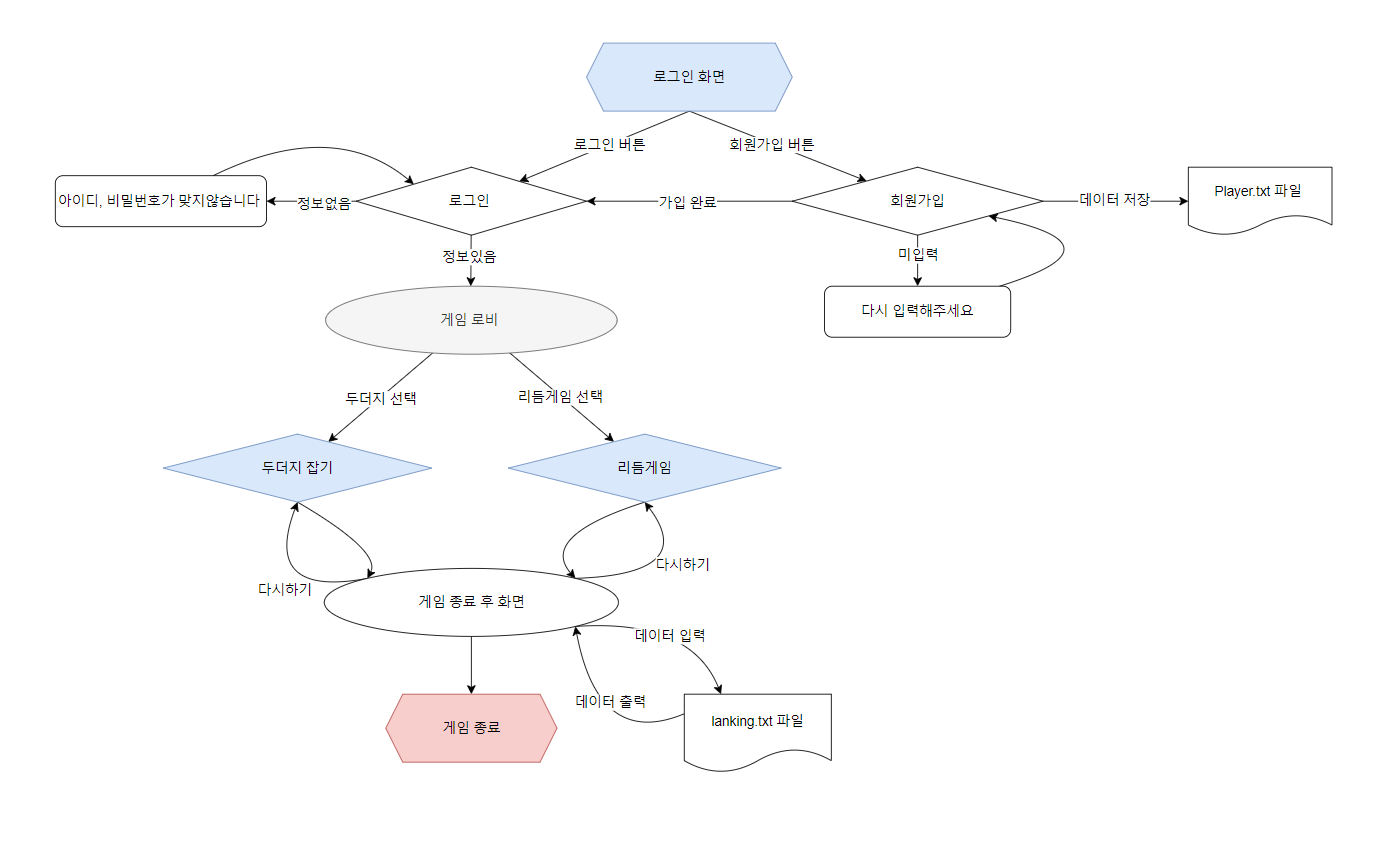 로그인 화면
로그인 버튼
회원가입 버튼
아이디, 비밀번호가 맞지않습니다
정보없음
로그인
가입 완료
회원가입
데이터 저장
Player.txt 파일
정보있음
미입력
다시 입력해주세요
게임 로비
두더지 선택
리듬게임 선택
두더지 잡기
리듬게임
다시하기
다시하기
게임 종료 후 화면
데이터 입력
데이터 출력
lanking.txt 파일
게임 종료